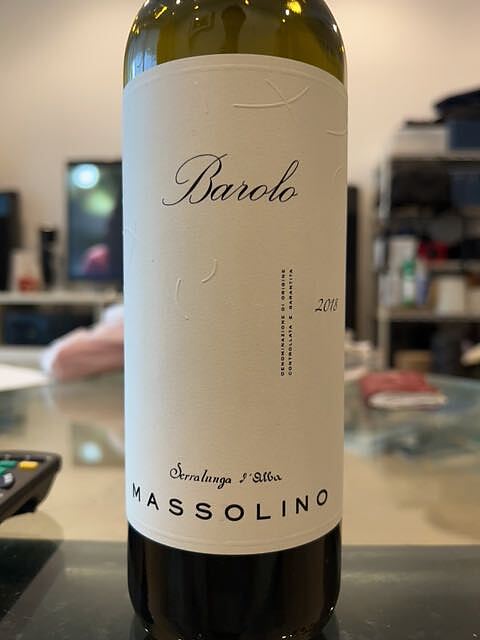 Barolo
DENOMINAZIONE DI ORIGINE
CONTROLLATA E GARANTITA
2018
Serralunga d'Alba
MASSOLINO